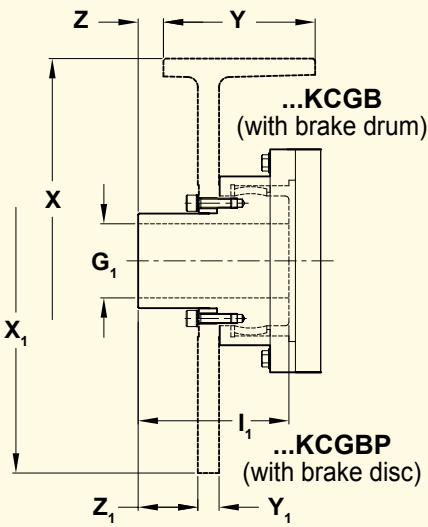 Z
Y
...KCGB
(with brake drum)
X
G₁
X₁
I₁
...KCGBP
(with brake disc)
Z₁
Y₁